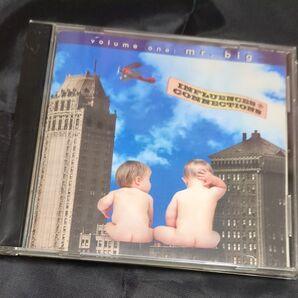 volume one: mr. big
INFLUENCES &
CONNECTIONS